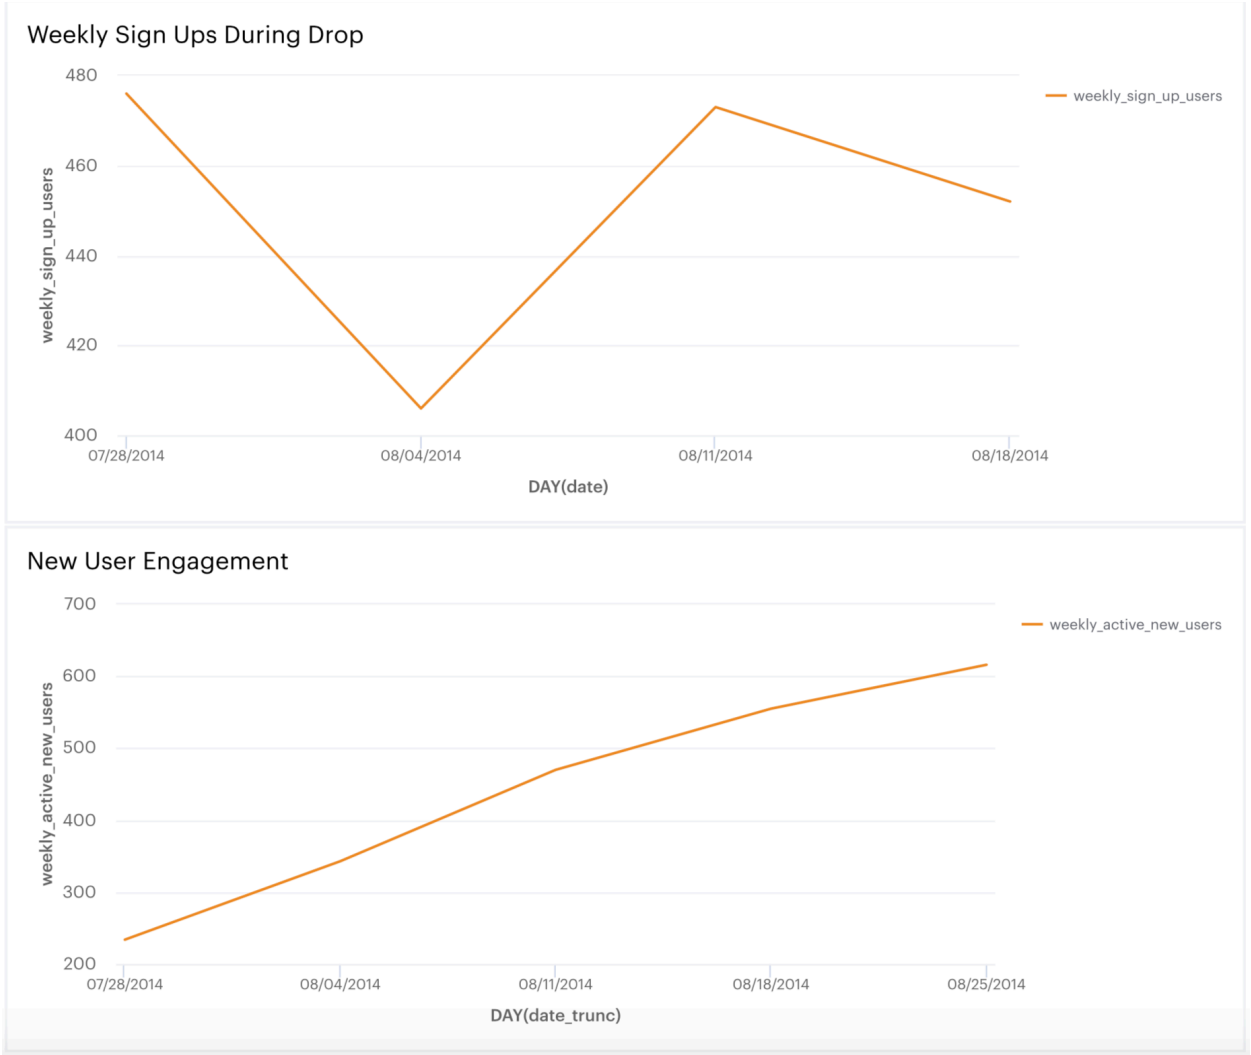 Weekly Sign Ups During Drop
480
weekly_sign_up_users
460
weekly_sign_up_users
440
420
400
07/28/2014 08/04/2014 08/11/2014 08/18/2014
DAY(date)
New User Engagement
700
weekly_active_new_users
600
weekly_active_new_users
500
400
300
200
07/28/2014 08/04/2014 08/11/2014 08/18/2014 08/25/2014
DAY(date_trunc)